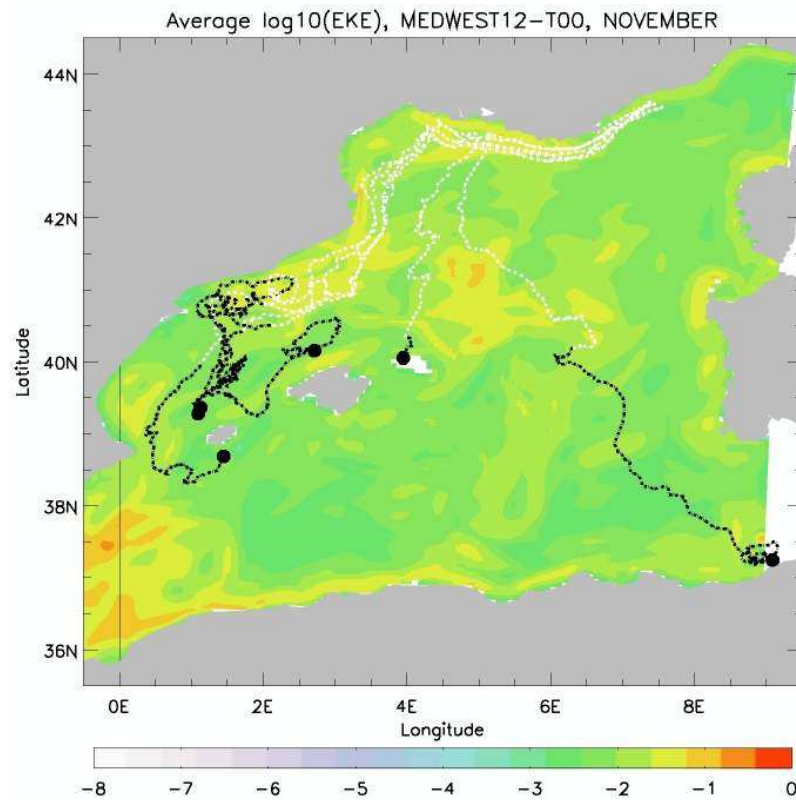 Average log10(EKE), MEDWEST12-T00, NOVEMBER
44N
42N
Latitude
40N
38N
36N
0E 2E 4E 6E 8E
Longitude
-8 -7 -6 -5 -4 -3 -2 -1 0